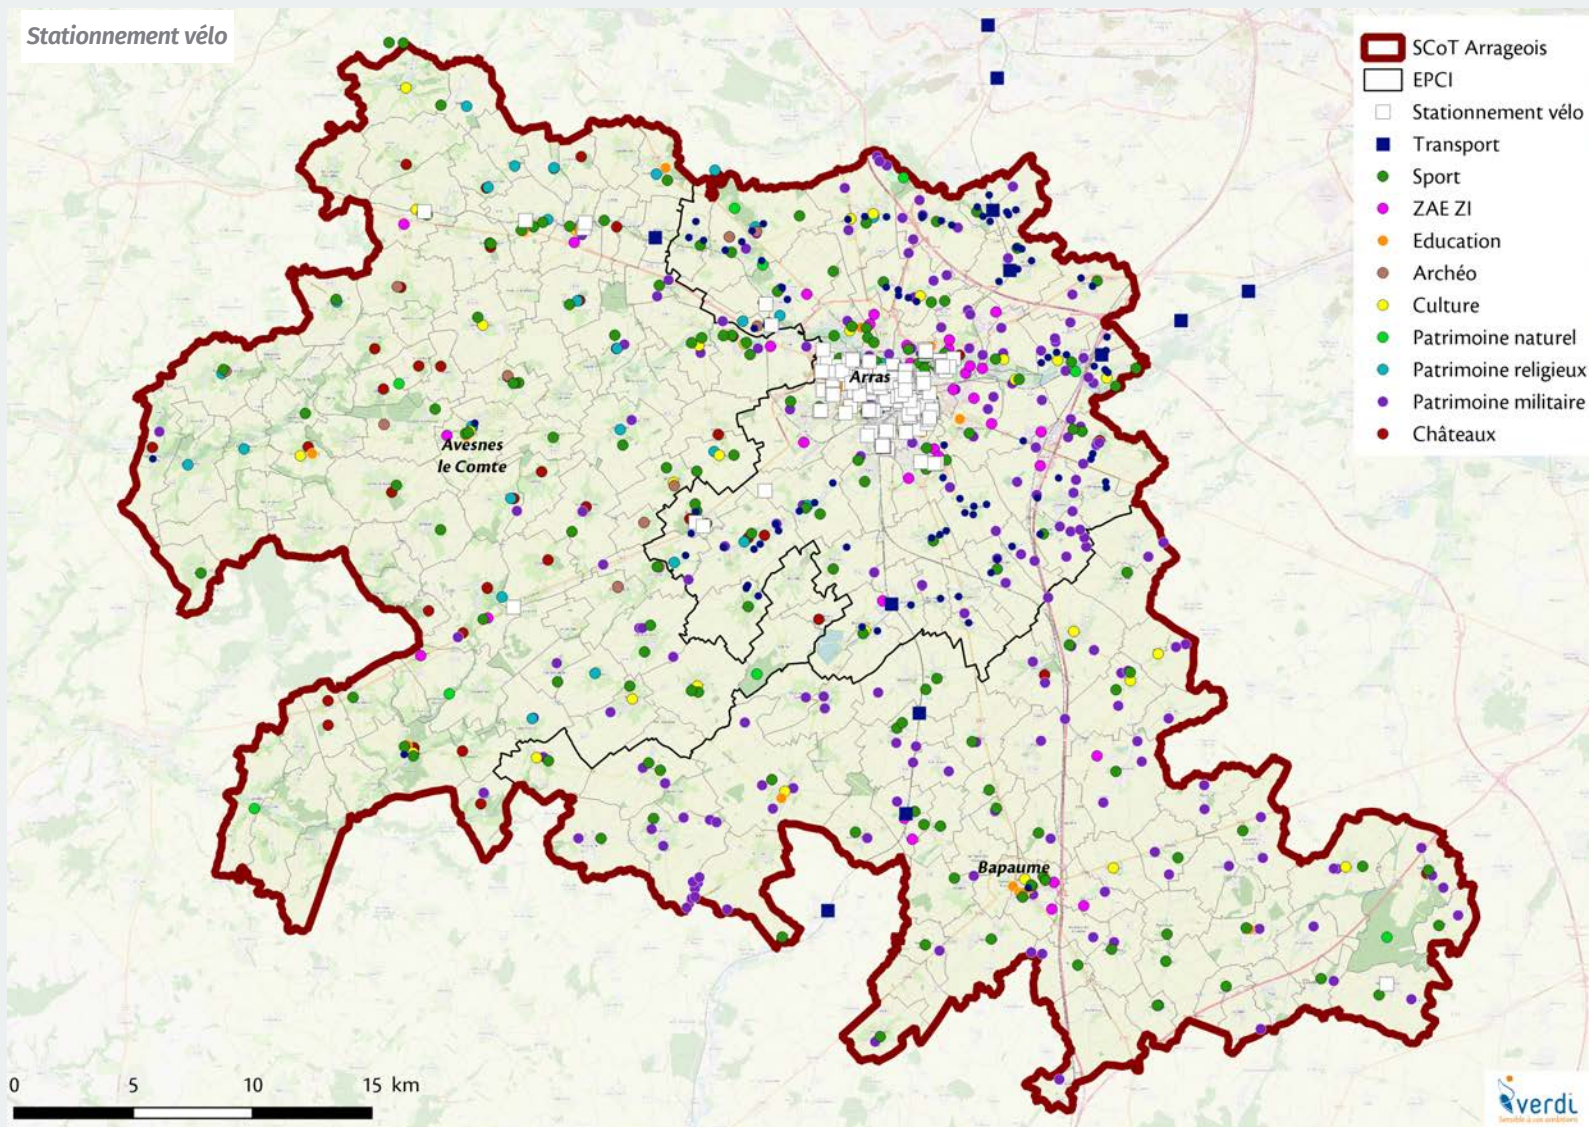 Stationnement vélo
SCoT Arrageois
EPCI
Stationnement vélo
Transport
Sport
ZAE ZI
Education
Archéo
Culture
Patrimoine naturel
Patrimoine religieux
Patrimoine militaire
Châteaux
Arras
Avesnes
le Comte
Bapaume
0 5 10 15 km
verdi